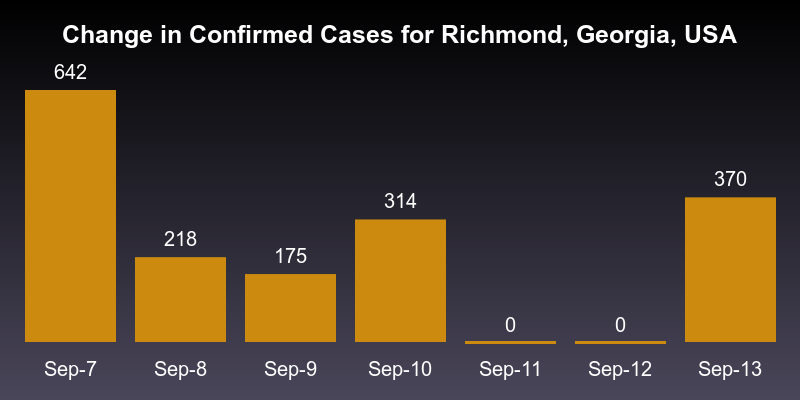 Change in Confirmed Cases for Richmond, Georgia, USA
642
218
175
314
0
0
370
Sep-7
Sep-8
Sep-9
Sep-10
Sep-11
Sep-12
Sep-13